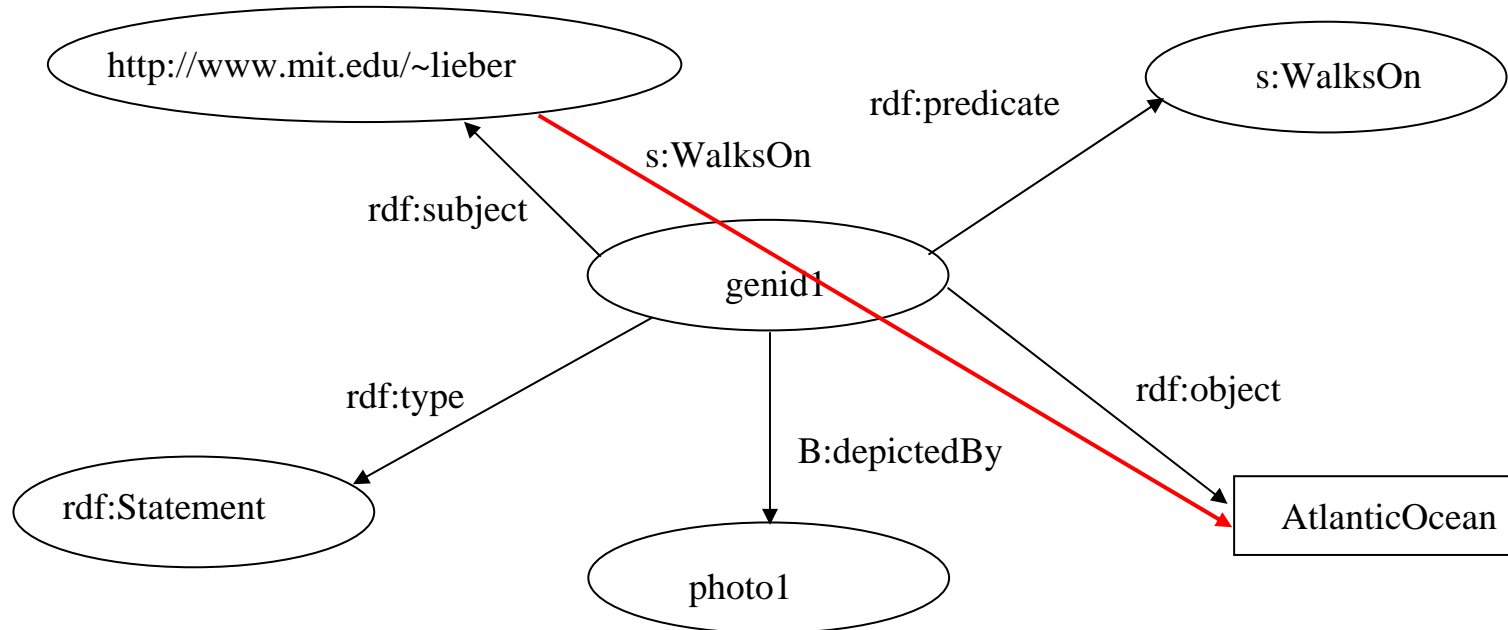 http://www.mit.edu/~lieber
s:WalksOn
rdf:predicate
s:WalksOn
rdf:subject
genid1
rdf:type
rdf:object
B:depictedBy
rdf:Statement
AtlanticOcean
photo1